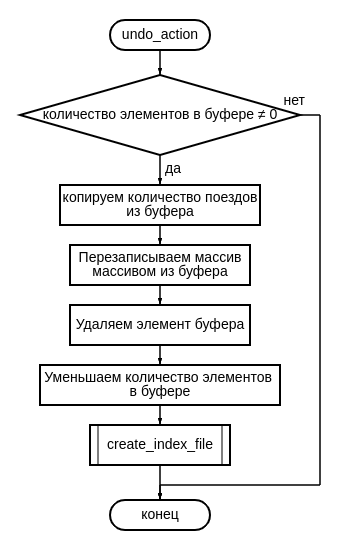 undo_action
нет
количество элементов в буфере ≠ 0
да
копируем количество поездов
из буфера
Перезаписываем массив
массивом из буфера
Удаляем элемент буфера
Уменьшаем количество элементов
в буфере
create_index_file
конец